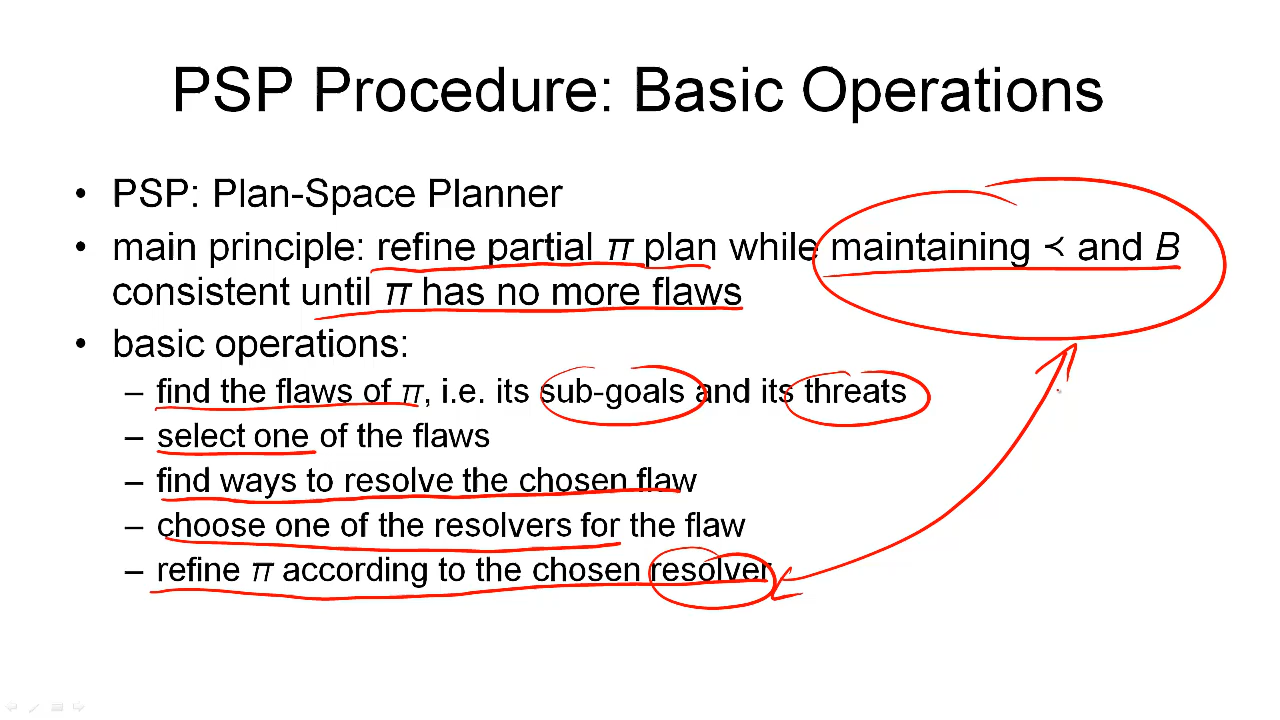 PSP Procedure: Basic Operations
• PSP: Plan-Space Planner
• main principle: refine partial π plan while maintaining ≺ and B
consistent until π has no more flaws
• basic operations:
– find the flaws of π, i.e. its sub-goals and its threats
– select one of the flaws
– find ways to resolve the chosen flaw
– choose one of the resolvers for the flaw
– refine π according to the chosen resolver